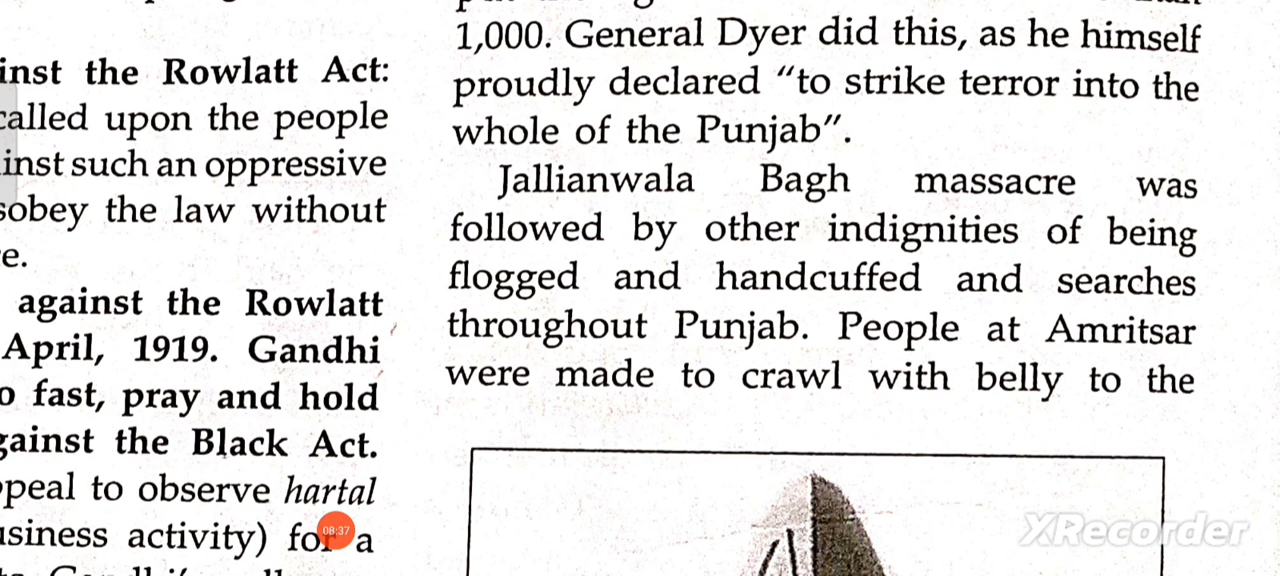 inst the Rowlatt Act:
called upon the people
inst such an oppressive
sobey the law without
e.
against the Rowlatt
April, 1919. Gandhi
o fast, pray and hold
gainst the Black Act.
ppeal to observe hartal
usiness activity) for a
1,000. General Dyer did this, as he himself
proudly declared "to strike terror into the
whole of the Punjab".
Jallianwala Bagh massacre was
followed by other indignities of being
flogged and handcuffed and searches
throughout Punjab. People at Amritsar
were made to crawl with belly to the
08:37
XRecorder